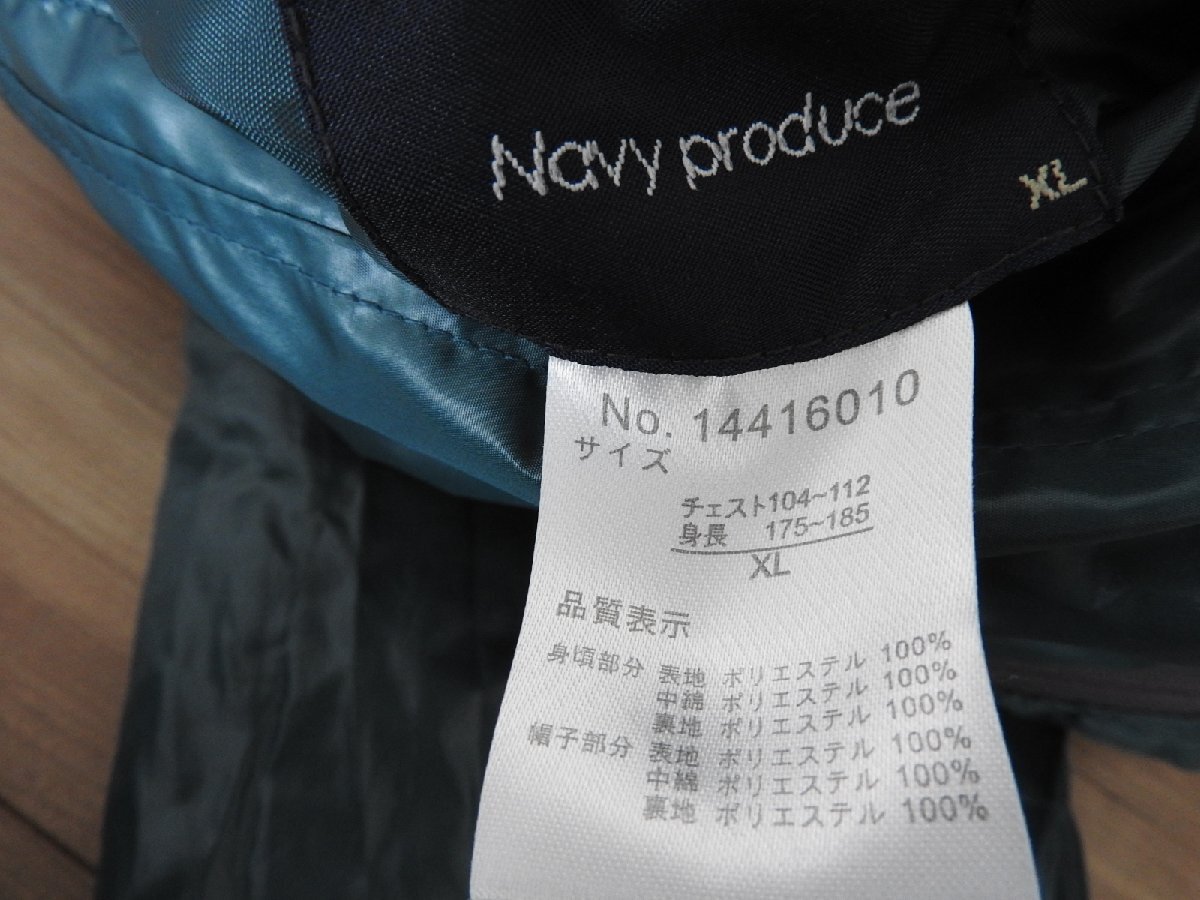 Navy produce
XL
No. 14416010
サイズ
チェスト104~112
身長 175~185
XL
品質表示
身頃部分 表地 ポリエステル 100%
中綿 ポリエステル 100%
裏地 ポリエステル 100%
帽子部分 表地 ポリエステル 100%
中綿 ポリエステル 100%
裏地 ポリエステル 100%